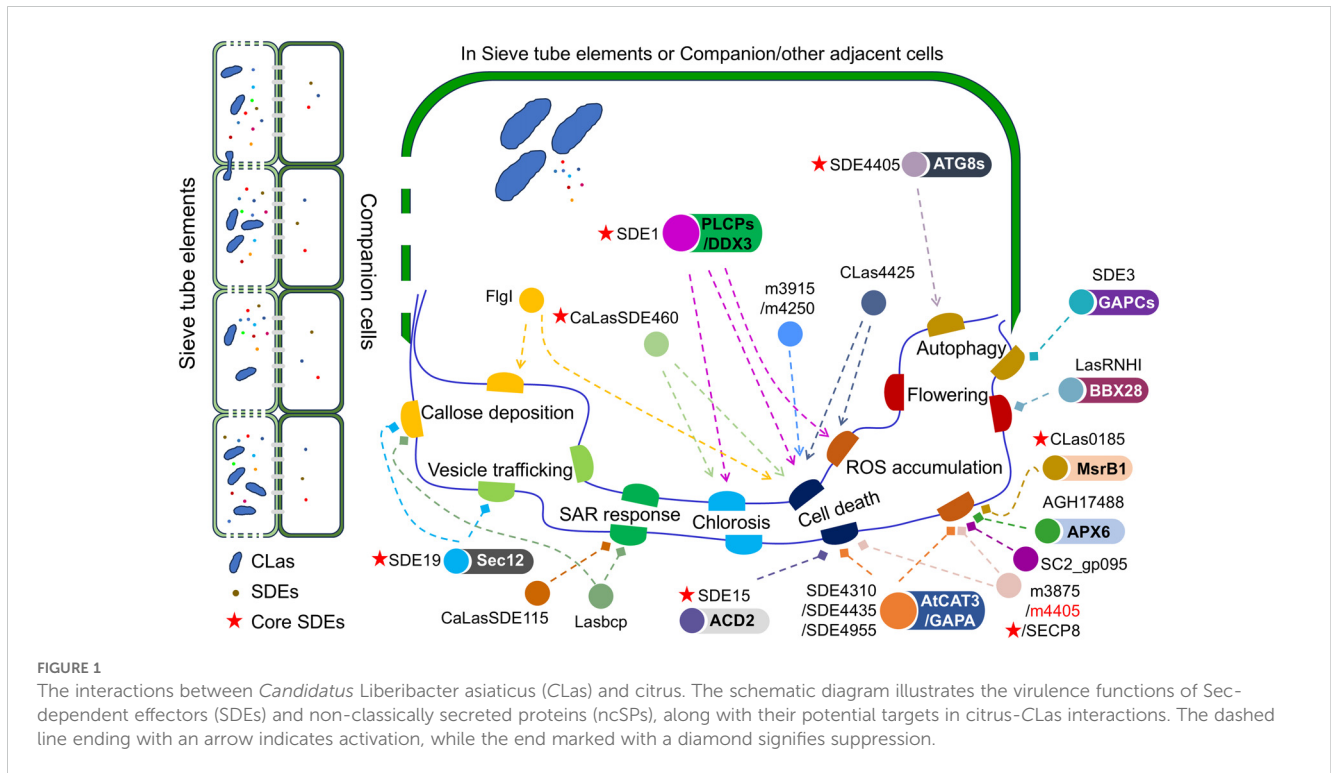 In Sieve tube elements or Companion/other adjacent cells
Sieve tube elements
Companion cells
CLas
SDEs
Core SDEs
SDE4405
ATG8s
SDE1
PLCPs
/DDX3
FlgI
CaLasSDE460
m3915
/m4250
CLas4425
SDE3
GAPCs
LasRNHI
BBX28
CLas0185
MsrB1
AGH17488
APX6
SC2_gp095
m3875
/m4405
/SECP8
Autophagy
Flowering
ROS accumulation
Cell death
Chlorosis
SAR response
Vesicle trafficking
Callose deposition
SDE19
Sec12
CaLasSDE115
Lasbcp
SDE15
ACD2
SDE4310
/SDE4435
/SDE4955
AtCAT3
/GAPA
FIGURE 1
The interactions between Candidatus Liberibacter asiaticus (CLas) and citrus. The schematic diagram illustrates the virulence functions of Sec-
dependent effectors (SDEs) and non-classically secreted proteins (ncSPs), along with their potential targets in citrus-CLas interactions. The dashed
line ending with an arrow indicates activation, while the end marked with a diamond signifies suppression.